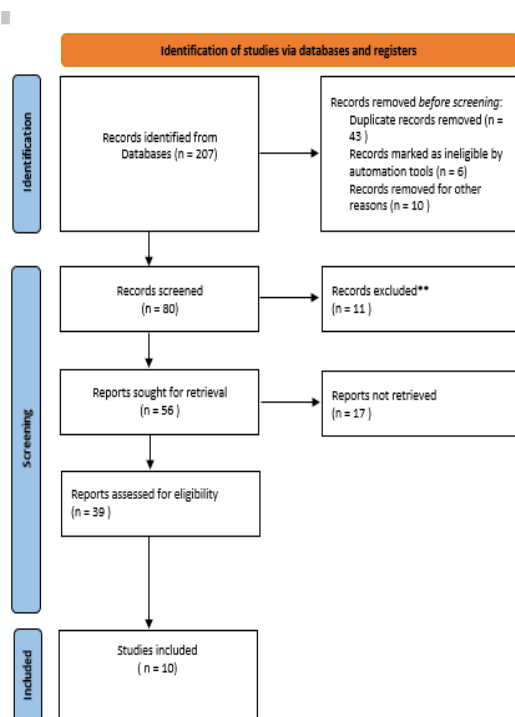 Identification of studies via databases and registers
Identification
Records identified from
Databases (n = 207)
Records removed before screening:
Duplicate records removed (n =
43 )
Records marked as ineligible by
automation tools (n = 6)
Records removed for other
reasons (n = 10 )
Screening
Records screened
(n = 80)
Records excluded**
(n = 11 )
Reports sought for retrieval
(n = 56 )
Reports not retrieved
(n = 17 )
Reports assessed for eligibility
(n = 39 )
Included
Studies included
( n = 10)